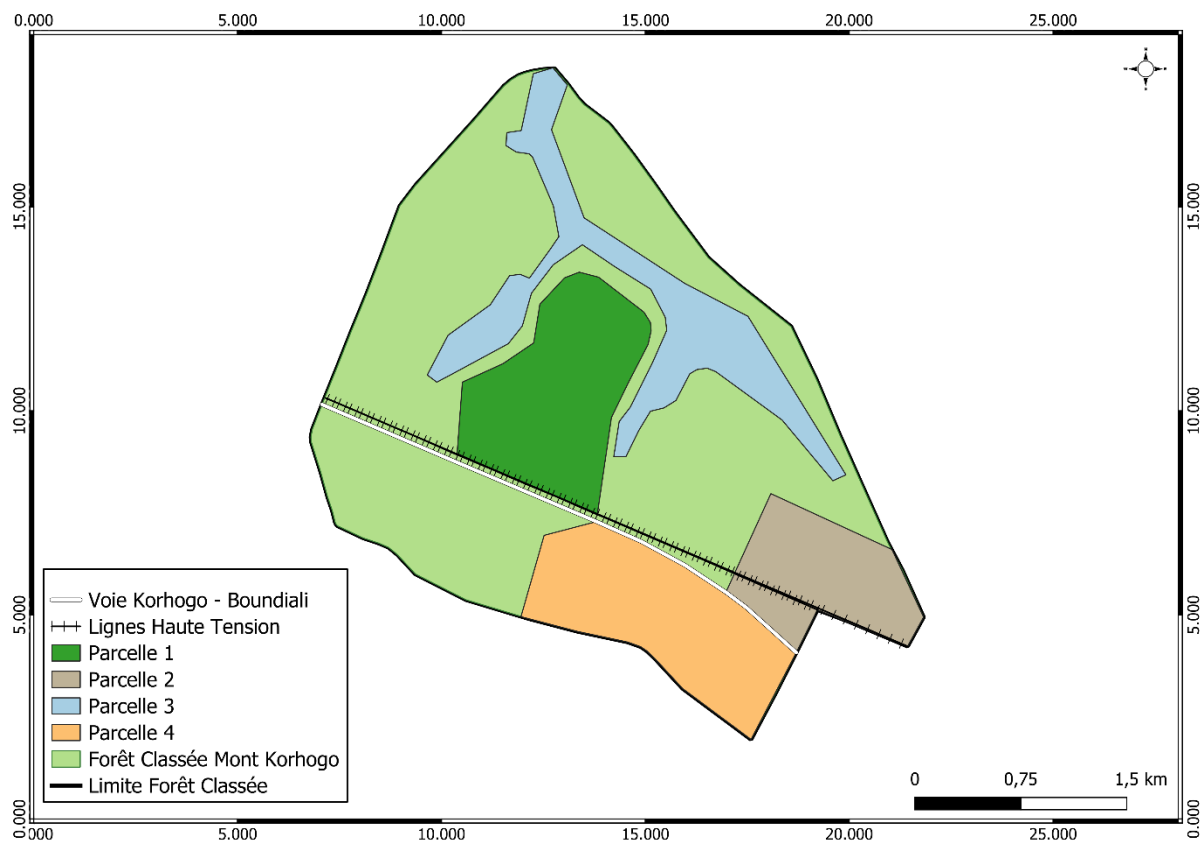 0.000 5.000 10.000 15.000 20.000 25.000
15.000 15.000
10.000 10.000
5.000 5.000
0.000 0.000
Voie Korhogo - Boundiali
Lignes Haute Tension
Parcelle 1
Parcelle 2
Parcelle 3
Parcelle 4
Forêt Classée Mont Korhogo
Limite Forêt Classée
0 0,75 1,5 km
0.000 5.000 10.000 15.000 20.000 25.000